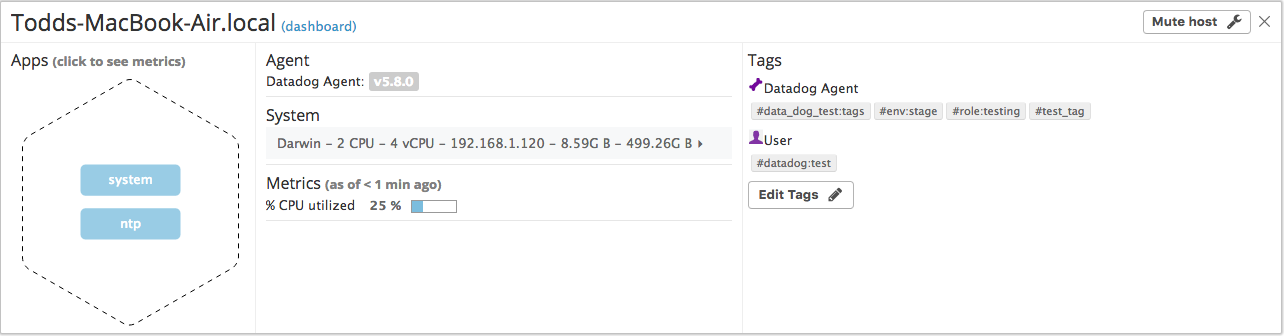 Todds-MacBook-Air.local (dashboard)
Mute host
Apps (click to see metrics)
system
ntp
Agent
Datadog Agent: v5.8.0
System
Darwin – 2 CPU – 4 vCPU – 192.168.1.120 – 8.59G B – 499.26G B
Metrics (as of < 1 min ago)
% CPU utilized 25 %
Tags
Datadog Agent
#data_dog_test:tags #env:stage #role:testing #test_tag
User
#datadog:test
Edit Tags